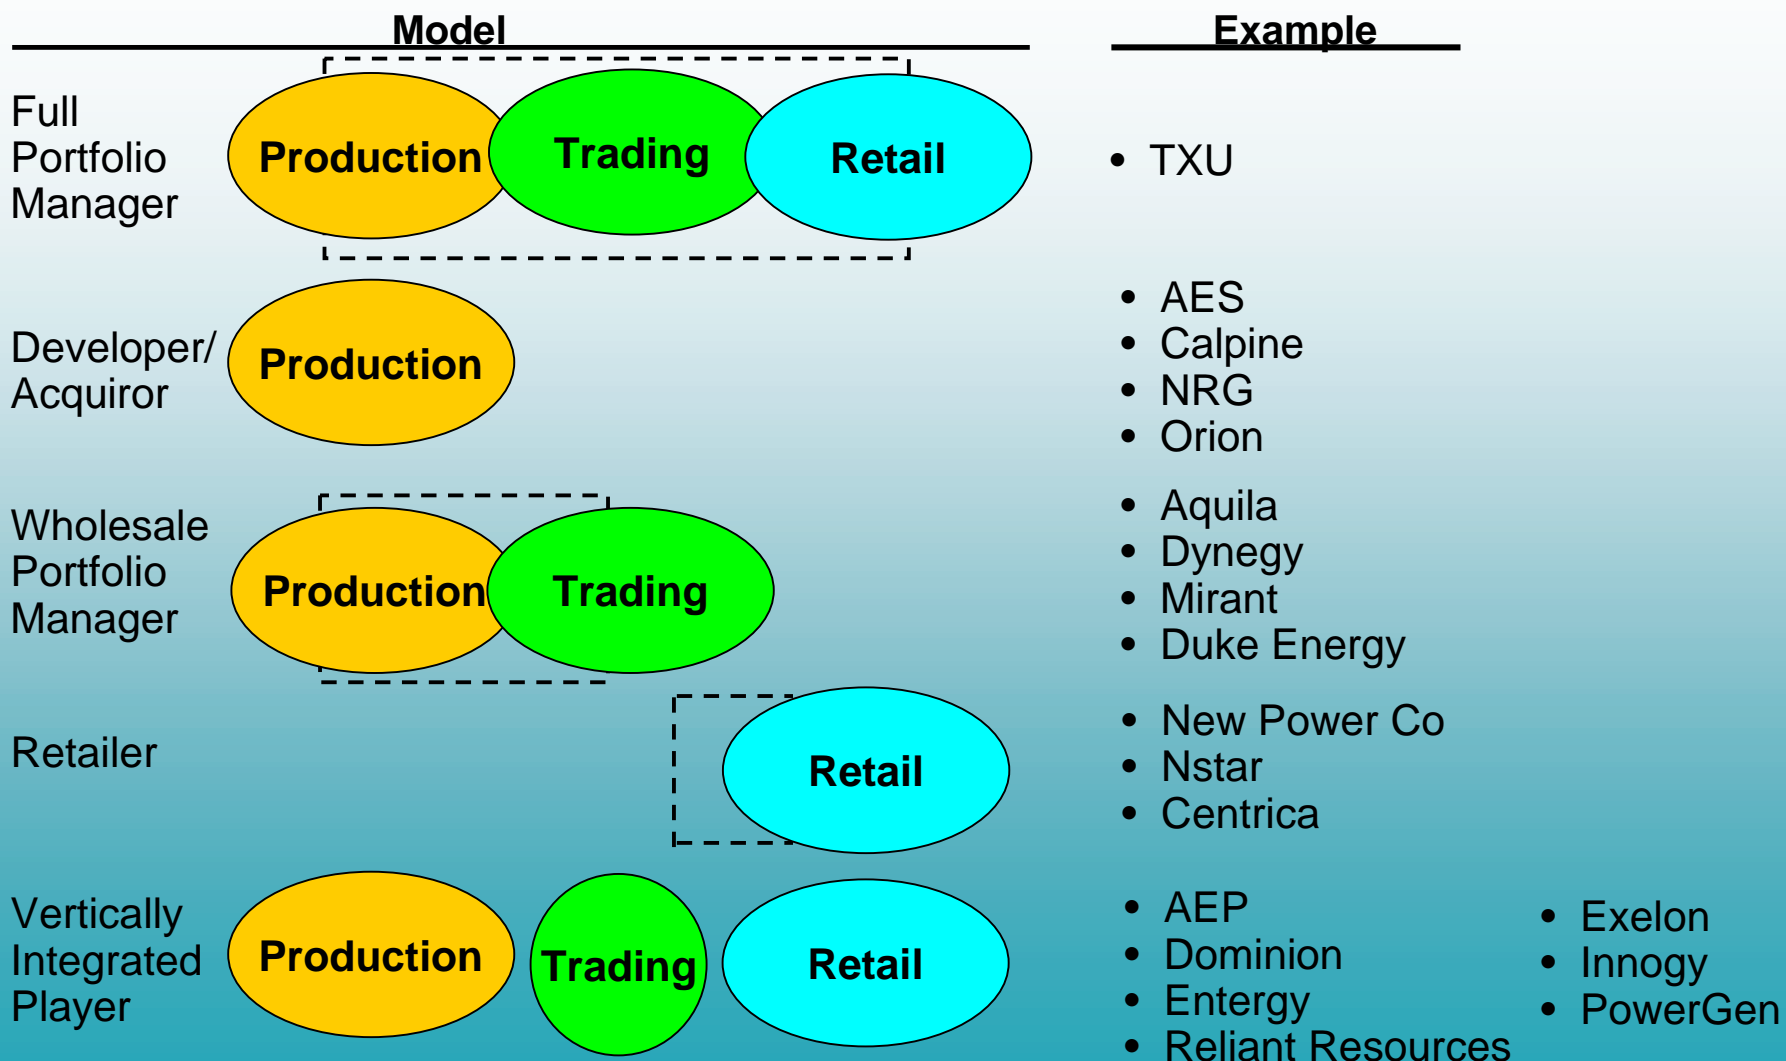 Model
Example
Full
Portfolio
Manager
Production
Trading
Retail
• TXU
Developer/
Acquiror
Production
• AES
• Calpine
• NRG
• Orion
Wholesale
Portfolio
Manager
Production
Trading
• Aquila
• Dynegy
• Mirant
• Duke Energy
Retailer
Retail
• New Power Co
• Nstar
• Centrica
Vertically
Integrated
Player
Production
Trading
Retail
• AEP
• Dominion
• Entergy
• Reliant Resources
• Exelon
• Innogy
• PowerGen